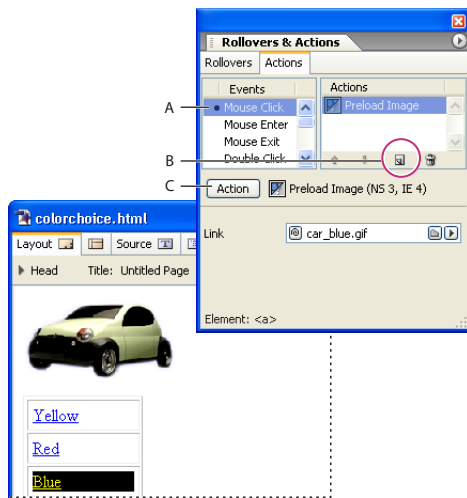 Rollovers & Actions
Rollovers Actions
Events
Actions
A
Mouse Click
Preload Image
Mouse Enter
Mouse Exit
B
Double Click
C
Action
Preload Image (NS 3, IE 4)
colorchoice.html
Layout
Source
Link
car_blue.gif
Head
Title: Untitled Page
Element: <a>
Yellow
Red
Blue